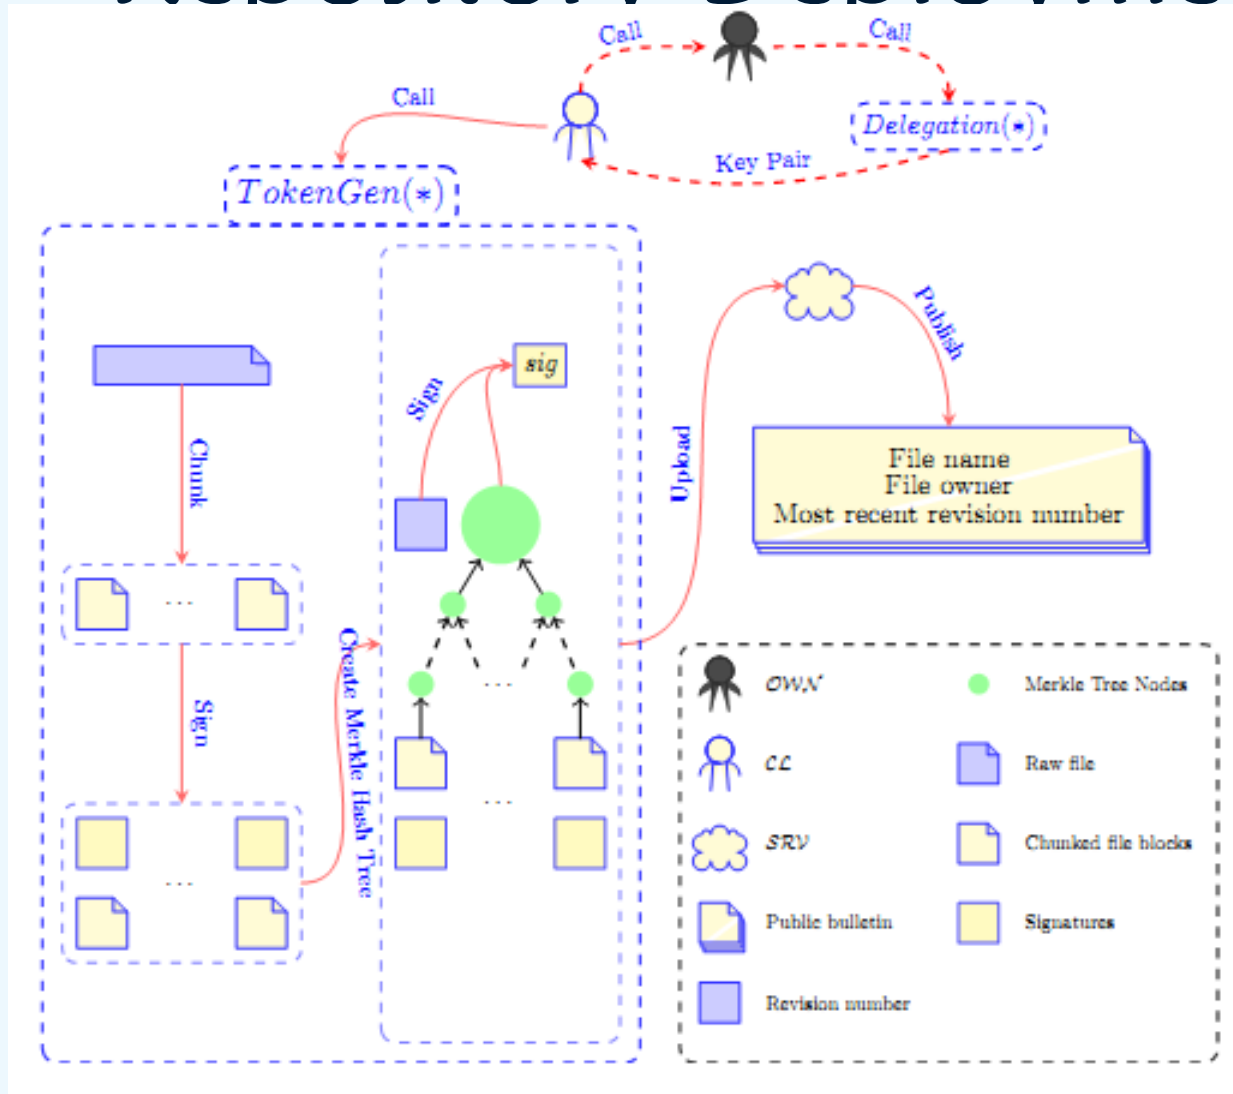 Call
Call
Call
Delegation(*)
Key Pair
TokenGen(*)
Publish
sig
Sign
Chunk
Upload
File name
File owner
Most recent revision number
...
Create Merkle Hash Tree
Sign
...
...
...
OWN
Merkle Tree Nodes
CL
Raw file
SRV
Chunked file blocks
Public bulletin
Signatures
Revision number